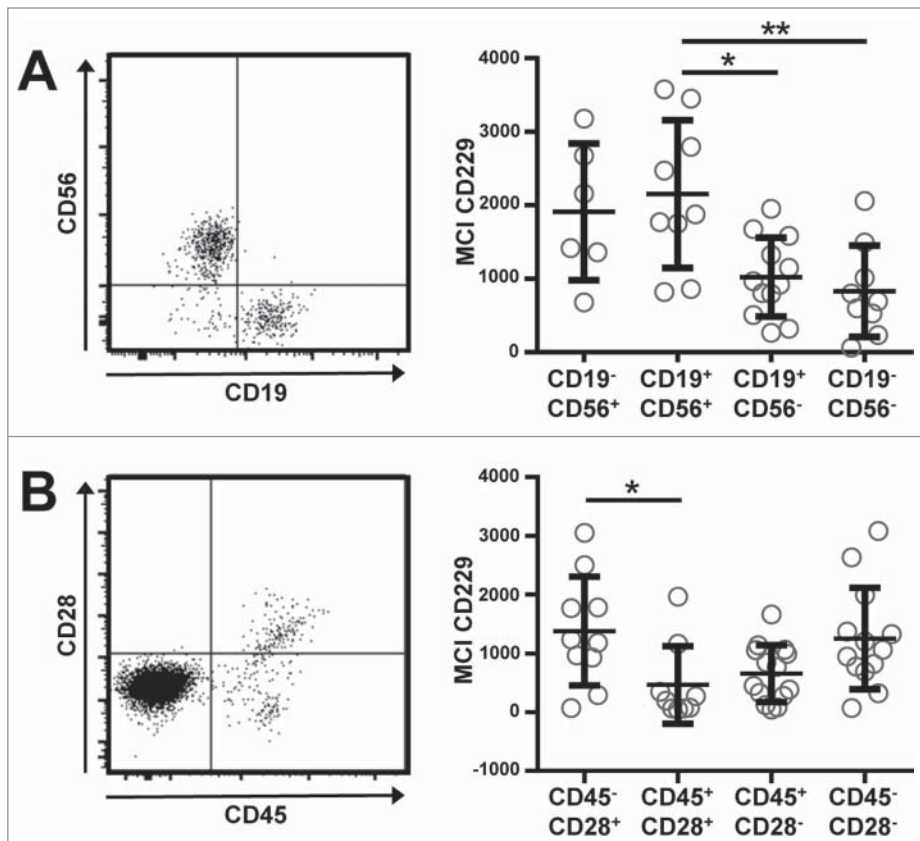 A
CD56
CD19
MCI CD229
4000
3000
2000
1000
0
**
*
CD19- CD19+ CD19+ CD19-
CD56+ CD56+ CD56- CD56-
B
CD28
CD45
MCI CD229
4000
3000
2000
1000
0
-1000
*
CD45- CD45+ CD45+ CD45-
CD28+ CD28+ CD28- CD28-